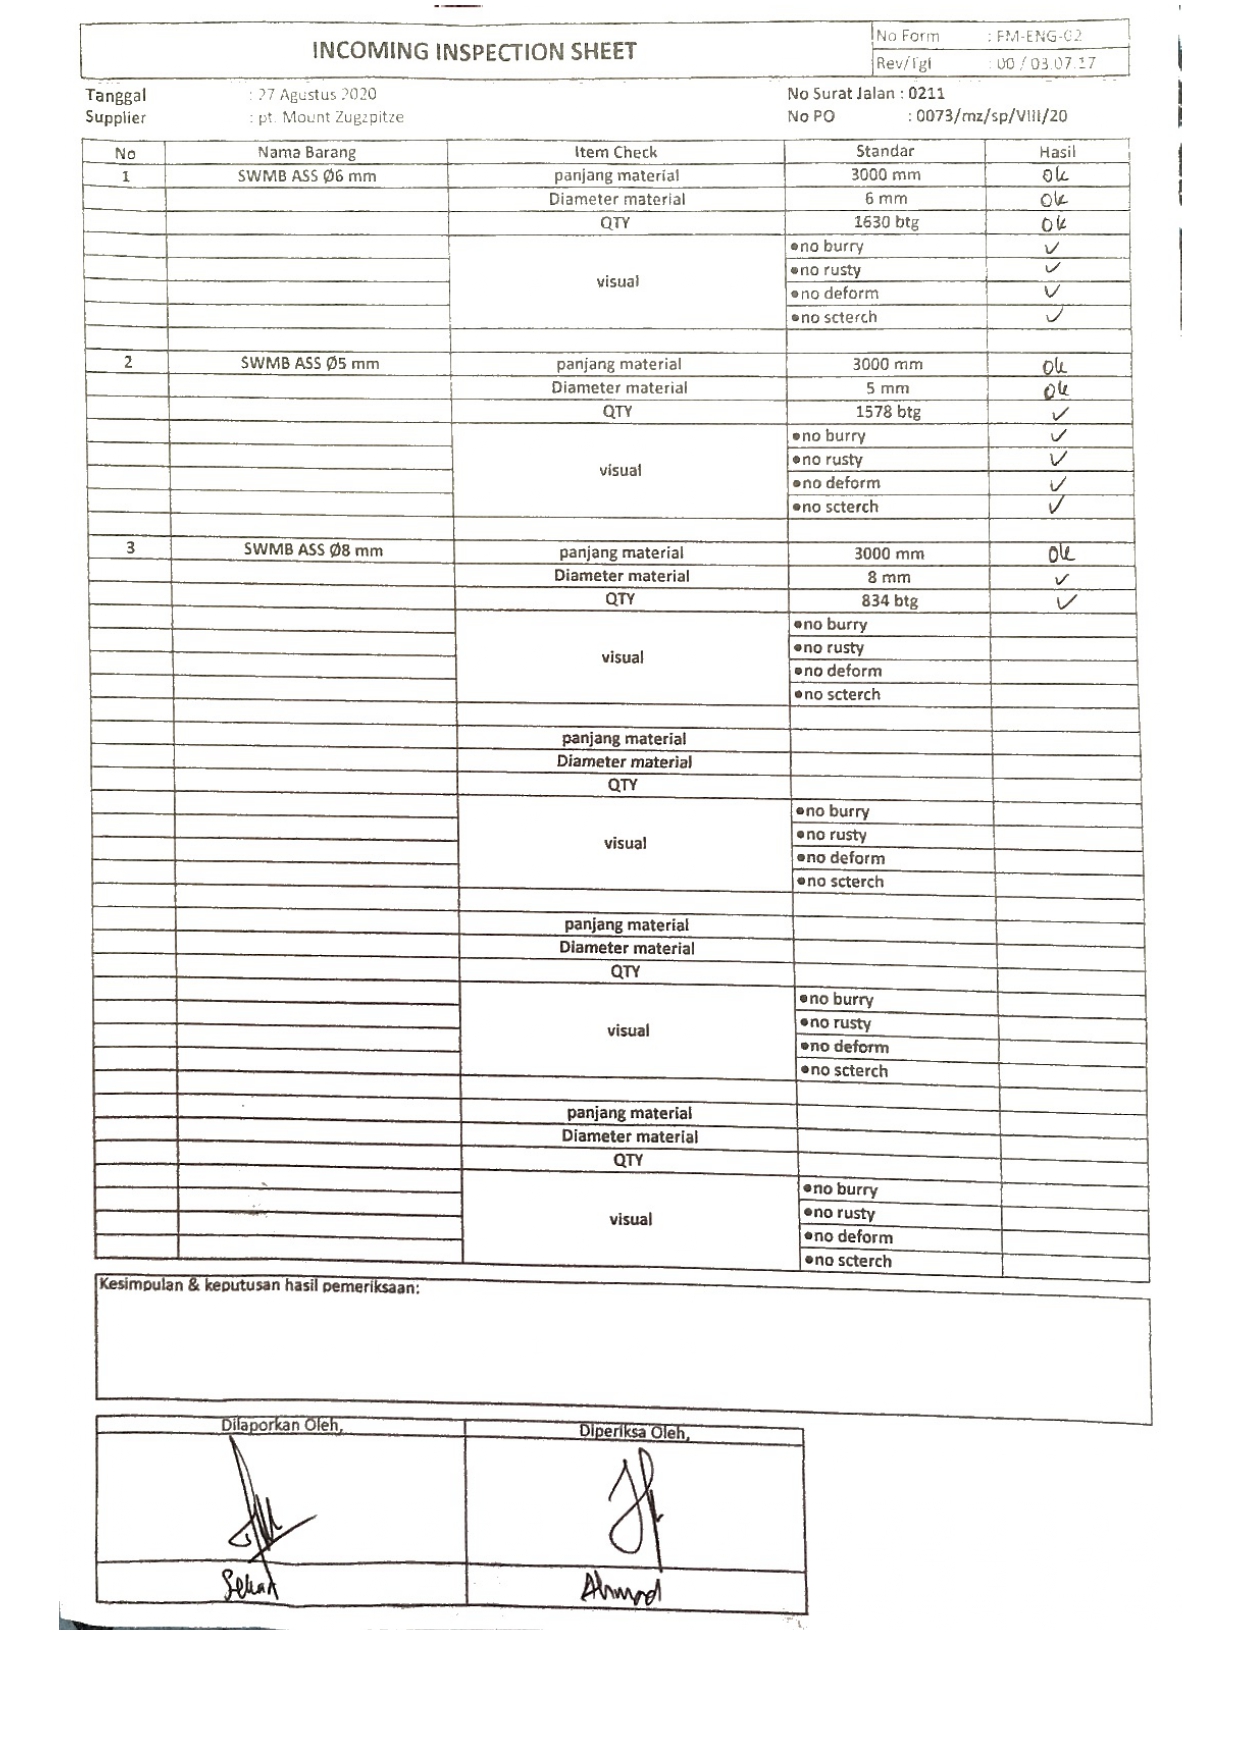 INCOMING INSPECTION SHEET
No Form : FM-ENG-02
Rev/Tgl : 00 / 03.07.17
Tanggal : 27 Agustus 2020
No Surat Jalan : 0211
Supplier : pt. Mount Zugzpitze
No PO : 0073/mz/sp/VIII/20
No Nama Barang Item Check Standar Hasil
1 SWMB ASS Ø6 mm panjang material 3000 mm ok
Diameter material 6 mm ok
QTY 1630 btg ok
•no burry ✓
•no rusty ✓
visual
•no deform ✓
•no scterch ✓
2 SWMB ASS Ø5 mm panjang material 3000 mm ok
Diameter material 5 mm ok
QTY 1578 btg ✓
•no burry ✓
•no rusty ✓
visual
•no deform ✓
•no scterch ✓
3 SWMB ASS Ø8 mm panjang material 3000 mm ok
Diameter material 8 mm ✓
QTY 834 btg ✓
•no burry
•no rusty
visual
•no deform
•no scterch
panjang material
Diameter material
QTY
•no burry
•no rusty
visual
•no deform
•no scterch
panjang material
Diameter material
QTY
•no burry
•no rusty
visual
•no deform
•no scterch
panjang material
Diameter material
QTY
•no burry
•no rusty
visual
•no deform
•no scterch
Kesimpulan & keputusan hasil pemeriksaan:
Dilaporkan Oleh, Diperiksa Oleh,
Sekar Ahmad